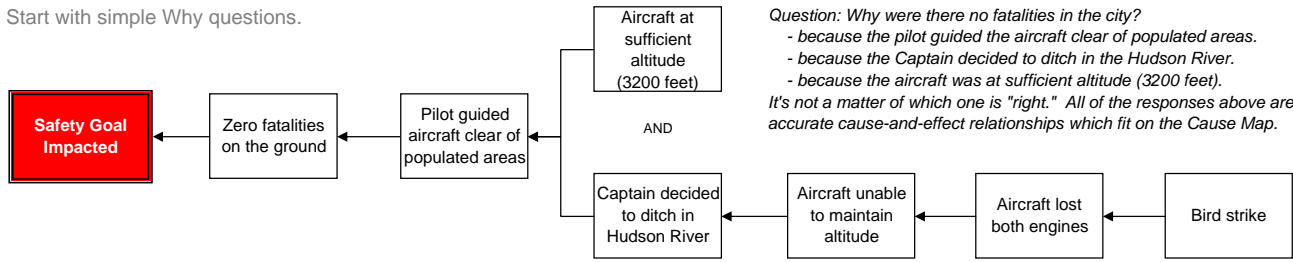 Start with simple Why questions.
Aircraft at
sufficient
altitude
(3200 feet)
Question: Why were there no fatalities in the city?
- because the pilot guided the aircraft clear of populated areas.
- because the Captain decided to ditch in the Hudson River.
- because the aircraft was at sufficient altitude (3200 feet).
It's not a matter of which one is "right." All of the responses above are
accurate cause-and-effect relationships which fit on the Cause Map.
Safety Goal
Impacted
Zero fatalities
on the ground
Pilot guided
aircraft clear of
populated areas
AND
Captain decided
to ditch in
Hudson River
Aircraft unable
to maintain
altitude
Aircraft lost
both engines
Bird strike